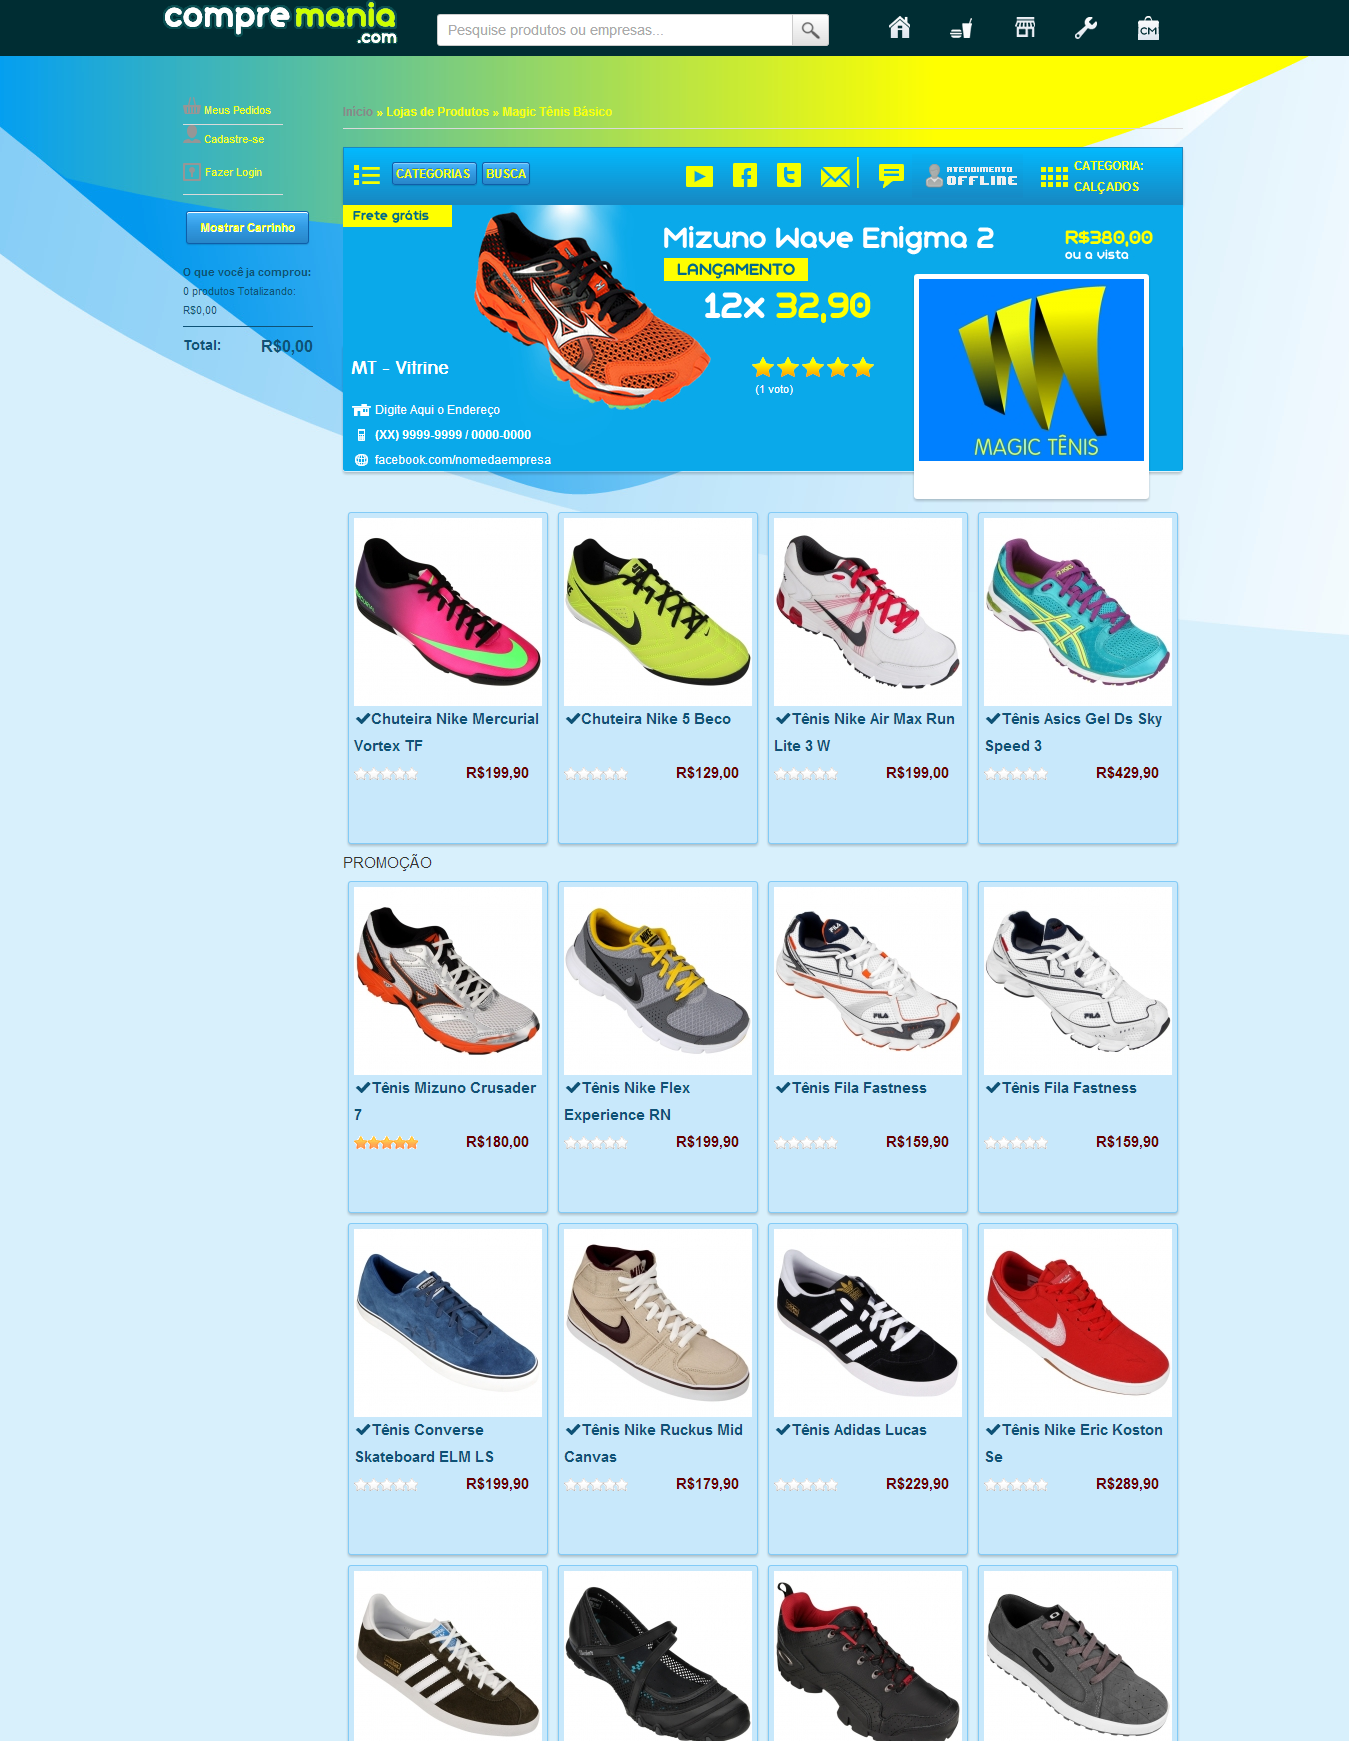 compre mania
.com
Pesquise produtos ou empresas...
CM
Meus Pedidos
Cadastre-se
Fazer Login
Mostrar Carrinho
O que você ja comprou:
0 produtos Totalizando:
R$0,00
Total: R$0,00
Início » Lojas de Produtos » Magic Tênis Básico
CATEGORIAS BUSCA
ATENDIMENTO
OFFLINE
CATEGORIA:
CALÇADOS
Frete grátis
Mizuno Wave Enigma 2
LANÇAMENTO
12x 32,90
R$380,00
ou a vista
MT - Vitrine
(1 voto)
Digite Aqui o Endereço
(XX) 9999-9999 / 0000-0000
facebook.com/nomedaempresa
MAGIC TÊNIS
Chuteira Nike Mercurial
Vortex TF
R$199,90
Chuteira Nike 5 Beco
R$129,00
Tênis Nike Air Max Run
Lite 3 W
R$199,00
Tênis Asics Gel Ds Sky
Speed 3
R$429,90
PROMOÇÃO
Tênis Mizuno Crusader
7
R$180,00
Tênis Nike Flex
Experience RN
R$199,90
FILA
Tênis Fila Fastness
R$159,90
FILA
Tênis Fila Fastness
R$159,90
Tênis Converse
Skateboard ELM LS
R$199,90
Tênis Nike Ruckus Mid
Canvas
R$179,90
Tênis Adidas Lucas
R$229,90
Tênis Nike Eric Koston
Se
R$289,90